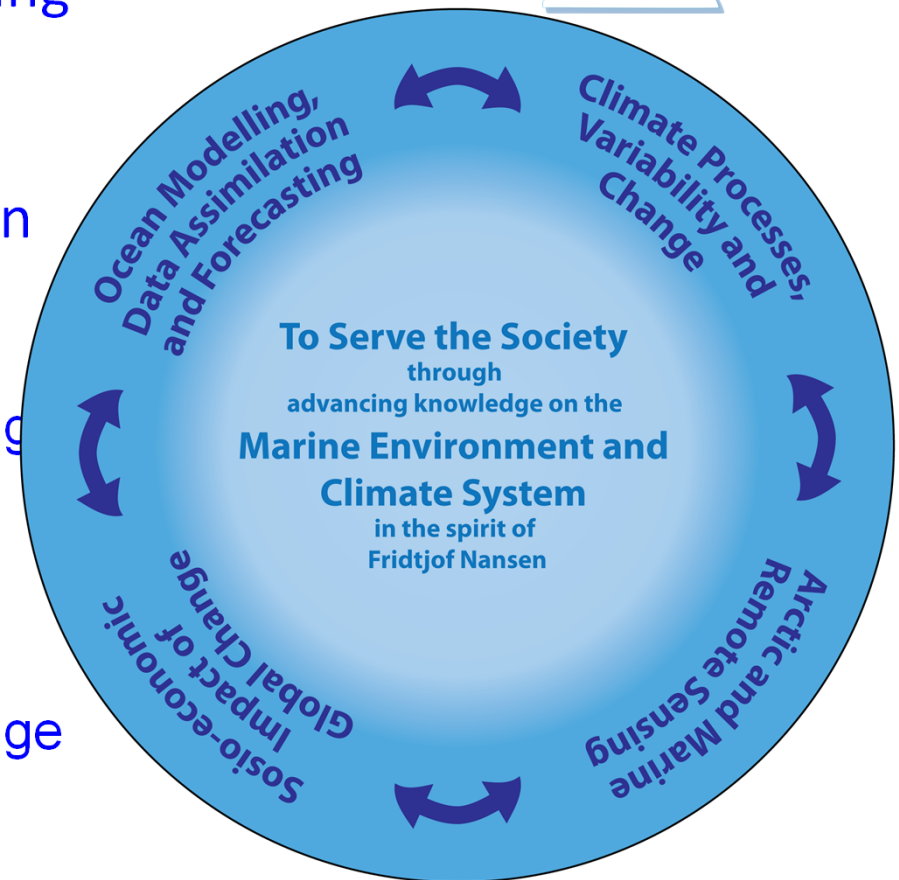 ing
n
g
ge
Ocean Modelling,
Data Assimilation
and Forecasting
Climate Processes,
Variability and
Change
To Serve the Society
through
advancing knowledge on the
Marine Environment and
Climate System
in the spirit of
Fridtjof Nansen
Arctic and Marine
Remote Sensing
Sosio-economic
Impact of
Global Change